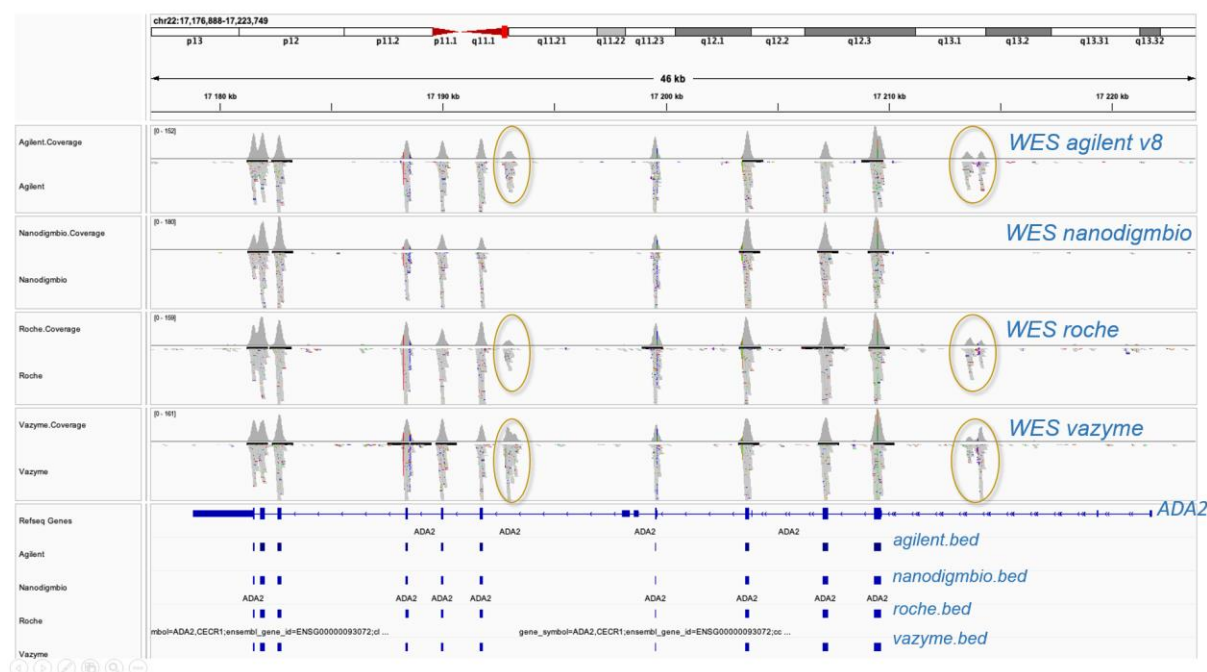 chr22:17,176,888-17,223,749
p13 p12 p11.2 p11.1 q11.1 q11.21 q11.22 q11.23 q12.1 q12.2 q12.3 q13.1 q13.2 q13.31 q13.32
46 kb
17 180 kb 17 190 kb 17 200 kb 17 210 kb 17 220 kb
Agilent.Coverage [0 - 152] WES agilent v8
Agilent
Nanodigmbio.Coverage [0 - 180] WES nanodigmbio
Nanodigmbio
Roche.Coverage [0 - 159] WES roche
Roche
Vazyme.Coverage [0 - 161] WES vazyme
Vazyme
Refseq Genes ADA2
ADA2 ADA2 ADA2 ADA2
Agilent agilent.bed
Nanodigmbio nanodigmbio.bed
ADA2 ADA2 ADA2 ADA2 ADA2 ADA2 ADA2 ADA2
Roche roche.bed
mbol=ADA2,CECR1;ensembl_gene_id=ENSG00000093072;cl ... gene_symbol=ADA2,CECR1;ensembl_gene_id=ENSG00000093072;cc ...
Vazyme vazyme.bed